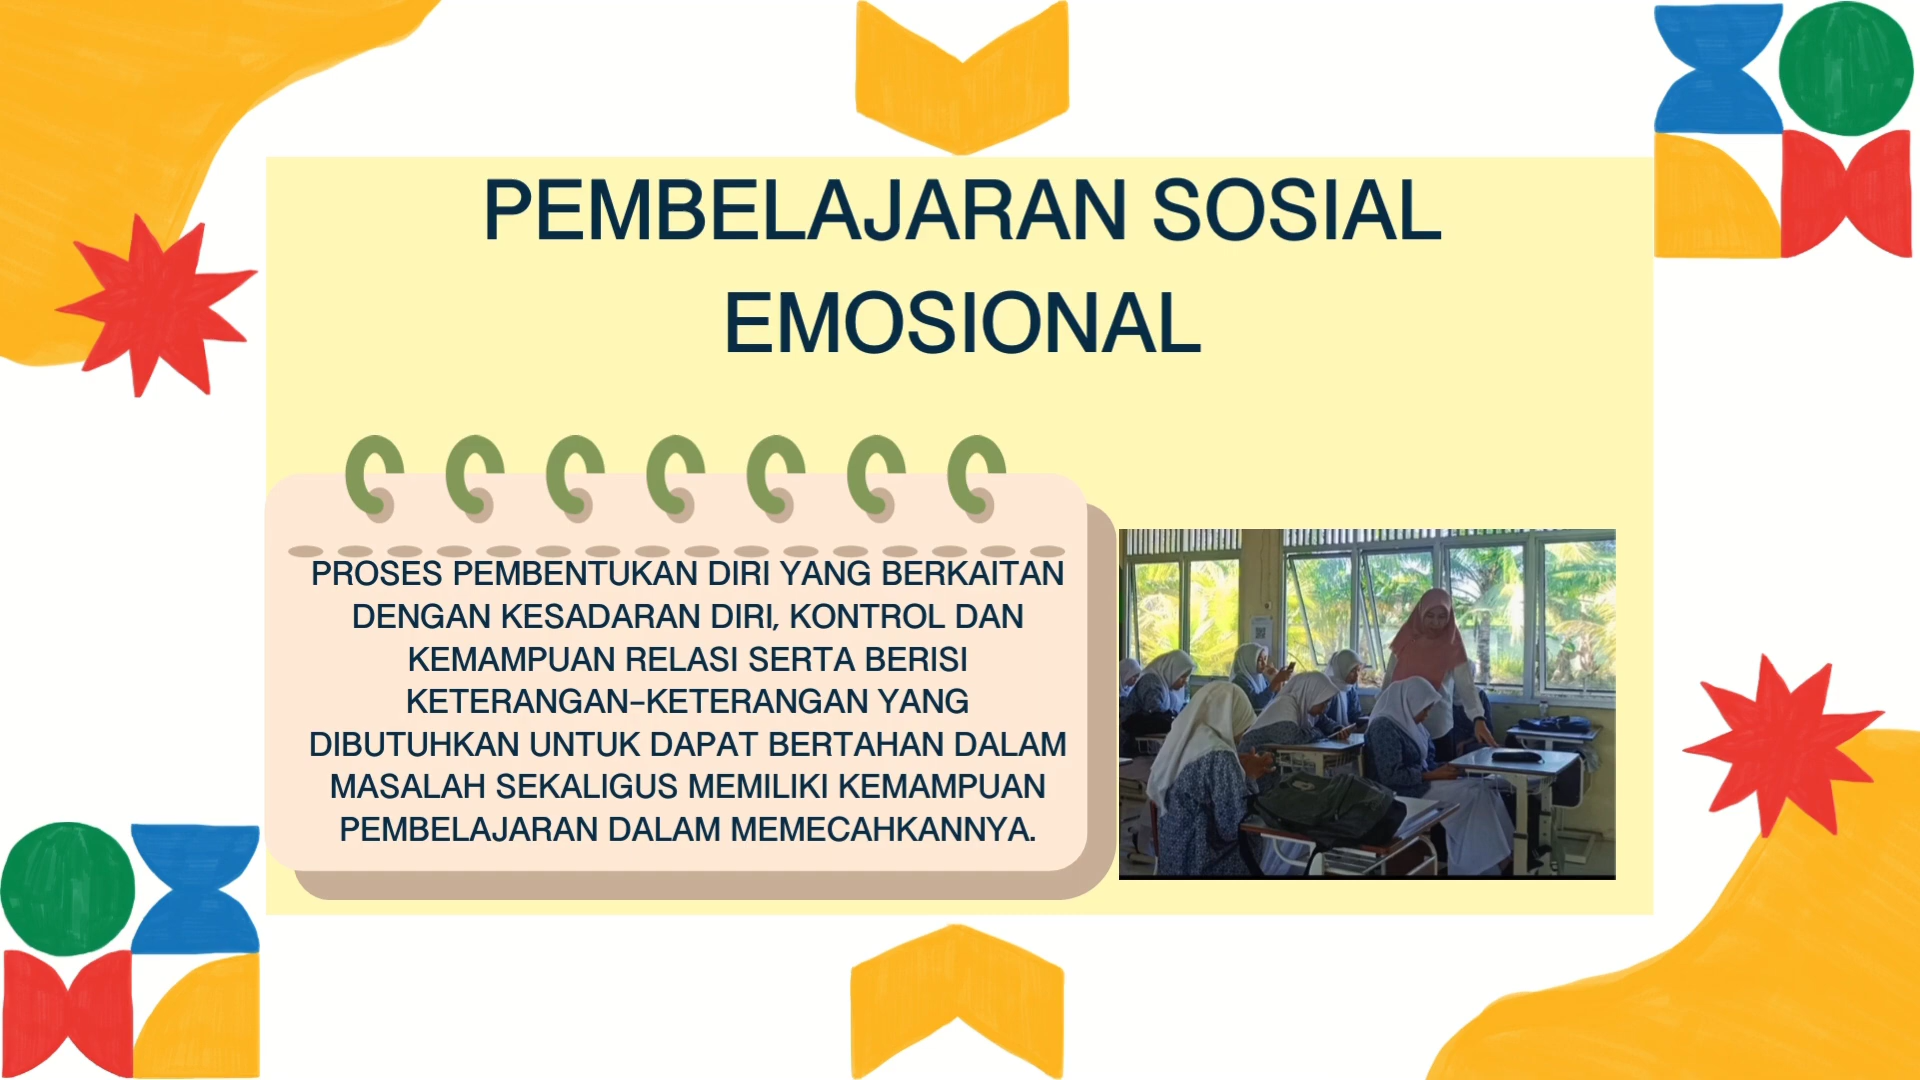 PEMBELAJARAN SOSIAL
EMOSIONAL
PROSES PEMBENTUKAN DIRI YANG BERKAITAN
DENGAN KESADARAN DIRI, KONTROL DAN
KEMAMPUAN RELASI SERTA BERISI
KETERANGAN-KETERANGAN YANG
DIBUTUHKAN UNTUK DAPAT BERTAHAN DALAM
MASALAH SEKALIGUS MEMILIKI KEMAMPUAN
PEMBELAJARAN DALAM MEMECAHKANNYA.